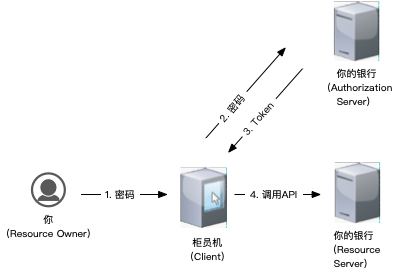 你的银行
(Authorization
Server)
2. 密码
3. Token
1. 密码
4. 调用API
你
(Resource Owner)
柜员机
(Client)
你的银行
(Resource
Server)